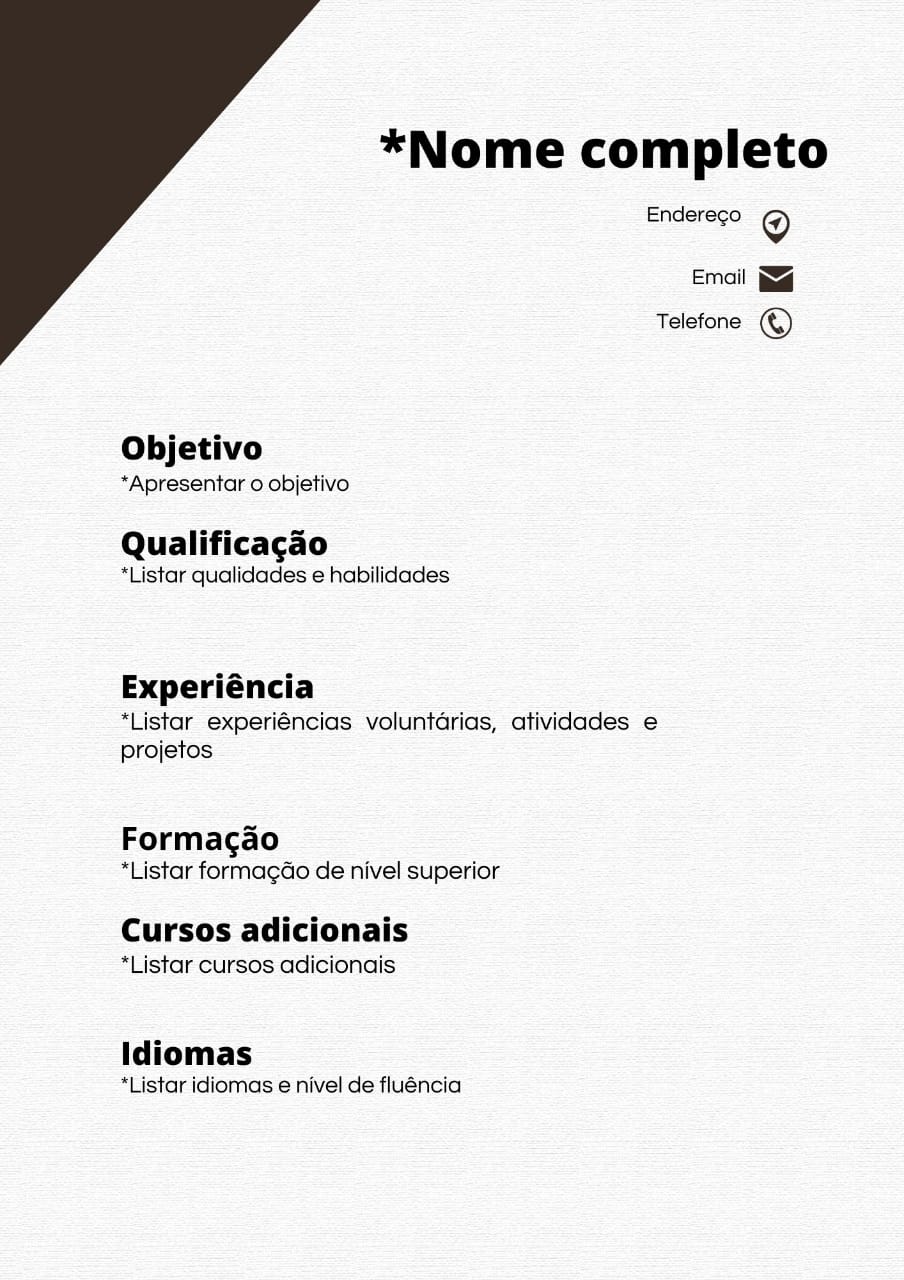 *Nome completo
Endereço
Email
Telefone
Objetivo
*Apresentar o objetivo
Qualificação
*Listar qualidades e habilidades
Experiência
*Listar experiências voluntárias, atividades e
projetos
Formação
*Listar formação de nível superior
Cursos adicionais
*Listar cursos adicionais
Idiomas
*Listar idiomas e nível de fluência